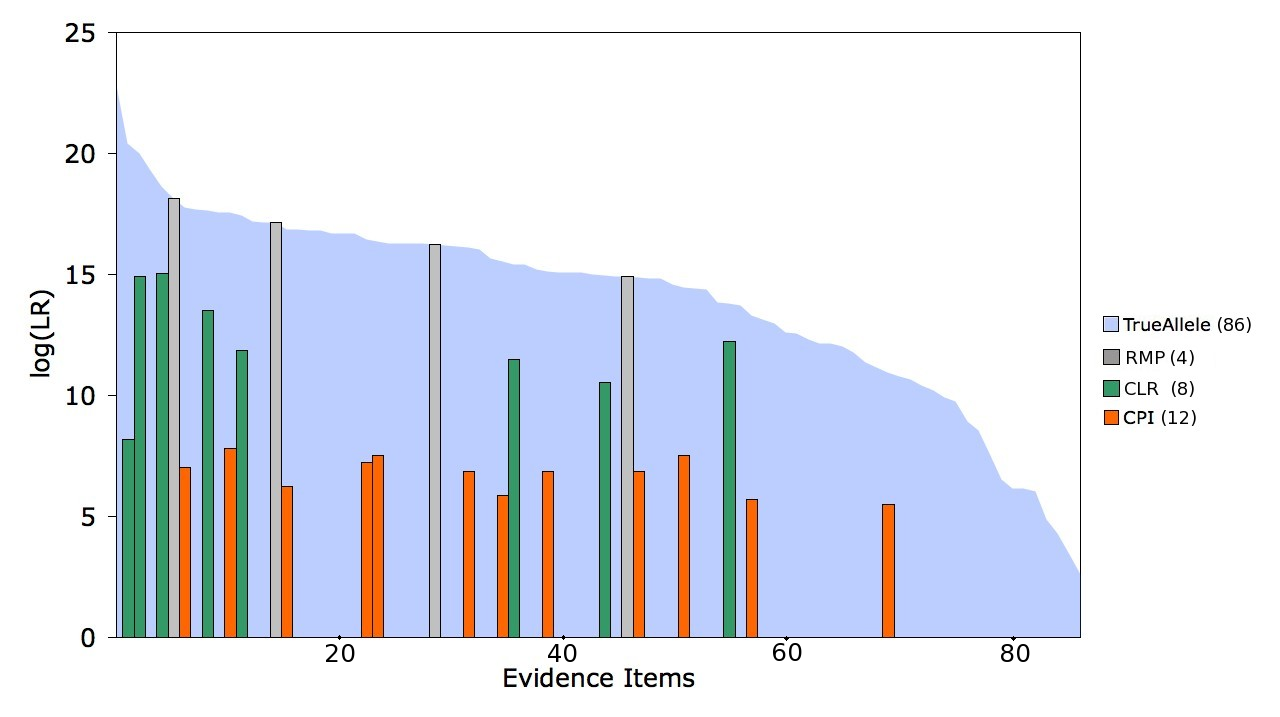 25
20
15
10
5
0
log(LR)
20 40 60 80
Evidence Items
TrueAllele (86)
RMP (4)
CLR (8)
CPI (12)